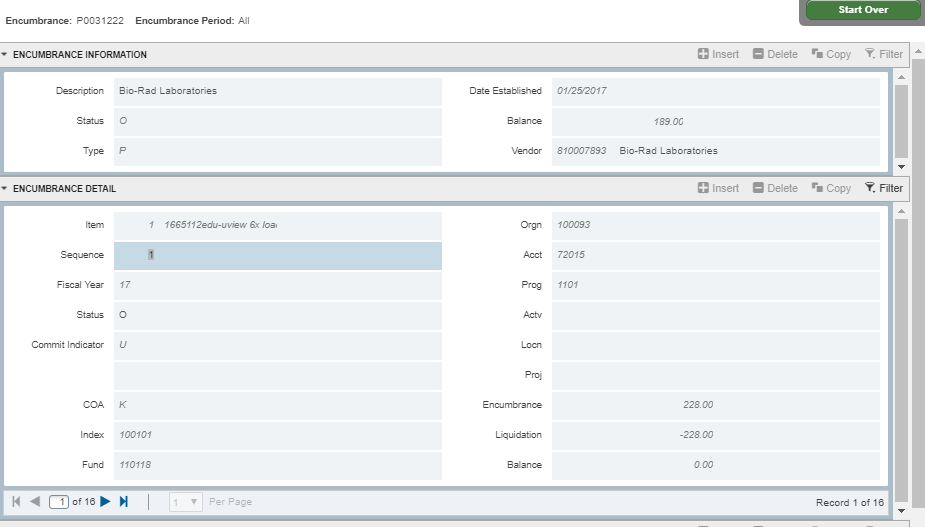 Start Over
Encumbrance: P0031222 Encumbrance Period: All
ENCUMBRANCE INFORMATION Insert Delete Copy Filter
Description Bio-Rad Laboratories Date Established 01/25/2017
Status O Balance 189.00
Type P Vendor 810007893 Bio-Rad Laboratories
ENCUMBRANCE DETAIL Insert Delete Copy Filter
Item 1 1665112edu-uview 6x loa Orgn 100093
Sequence 1 Acct 72015
Fiscal Year 17 Prog 1101
Status O Actv
Commit Indicator U Locn
Proj
COA K Encumbrance 228.00
Index 100101 Liquidation -228.00
Fund 110118 Balance 0.00
1 of 16 1 Per Page Record 1 of 16